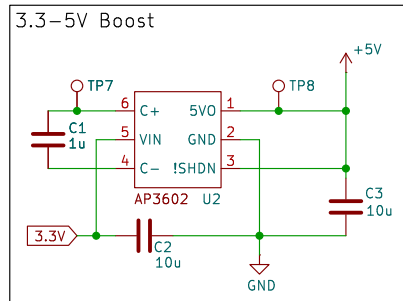 3.3-5V Boost
+5V
TP7
TP8
6 C+ 5VO 1
C1
1u
5 VIN GND 2
4 C- !SHDN 3
AP3602 U2
C3
10u
3.3V
C2
10u
GND